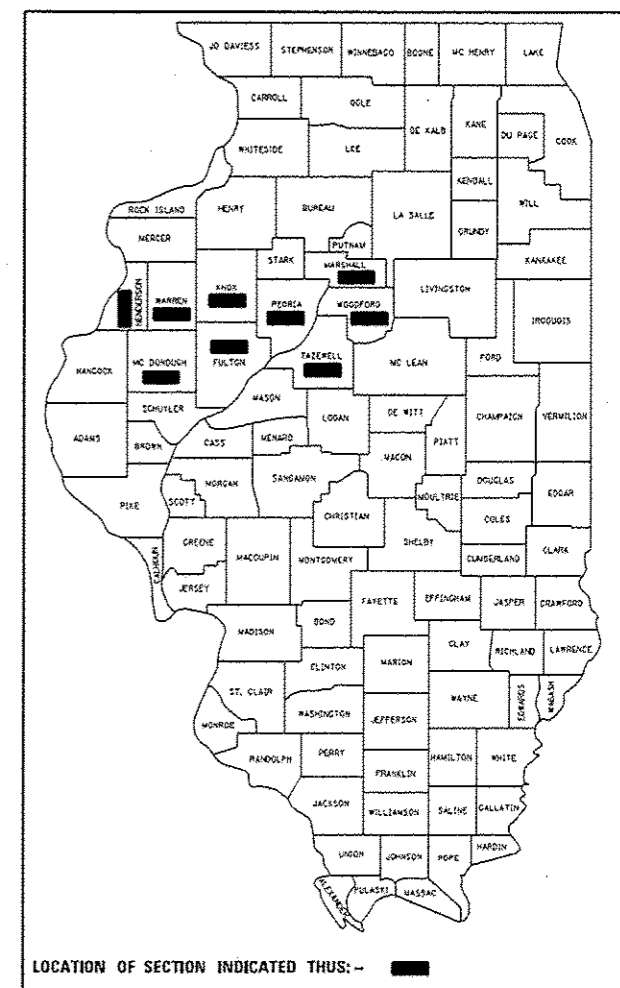 JO DAVIESS STEPHENSON WINNEBAGO BOONE MC HENRY LAKE
CARROLL OGLE DE KALB KANE DU PAGE COOK
WHITESIDE LEE KENDALL WILL
ROCK ISLAND HENRY BUREAU LA SALLE GRUNDY
MERCER STARK PUTNAM KANKAKEE
HENDERSON WARREN KNOX PEORIA MARSHALL WOODFORD LIVINGSTON IROQUOIS
HANCOCK MC DONOUGH FULTON TAZEWELL MC LEAN FORD
SCHUYLER MASON LOGAN DE WITT CHAMPAIGN VERMILION
ADAMS BROWN CASS MENARD MACON PIATT
PIKE SCOTT MORGAN SANGAMON CHRISTIAN MOULTRIE DOUGLAS EDGAR
COLES
CALHOUN GREENE MACOUPIN MONTGOMERY SHELBY CUMBERLAND CLARK
JERSEY FAYETTE EFFINGHAM JASPER CRAWFORD
MADISON BOND CLAY RICHLAND LAWRENCE
CLINTON MARION
ST. CLAIR WASHINGTON JEFFERSON WAYNE EDWARDS WABASH
MONROE
RANDOLPH PERRY FRANKLIN HAMILTON WHITE
JACKSON WILLIAMSON SALINE GALLATIN
UNION JOHNSON POPE HARDIN
ALEXANDER PULASKI MASSAC
LOCATION OF SECTION INDICATED THUS:-